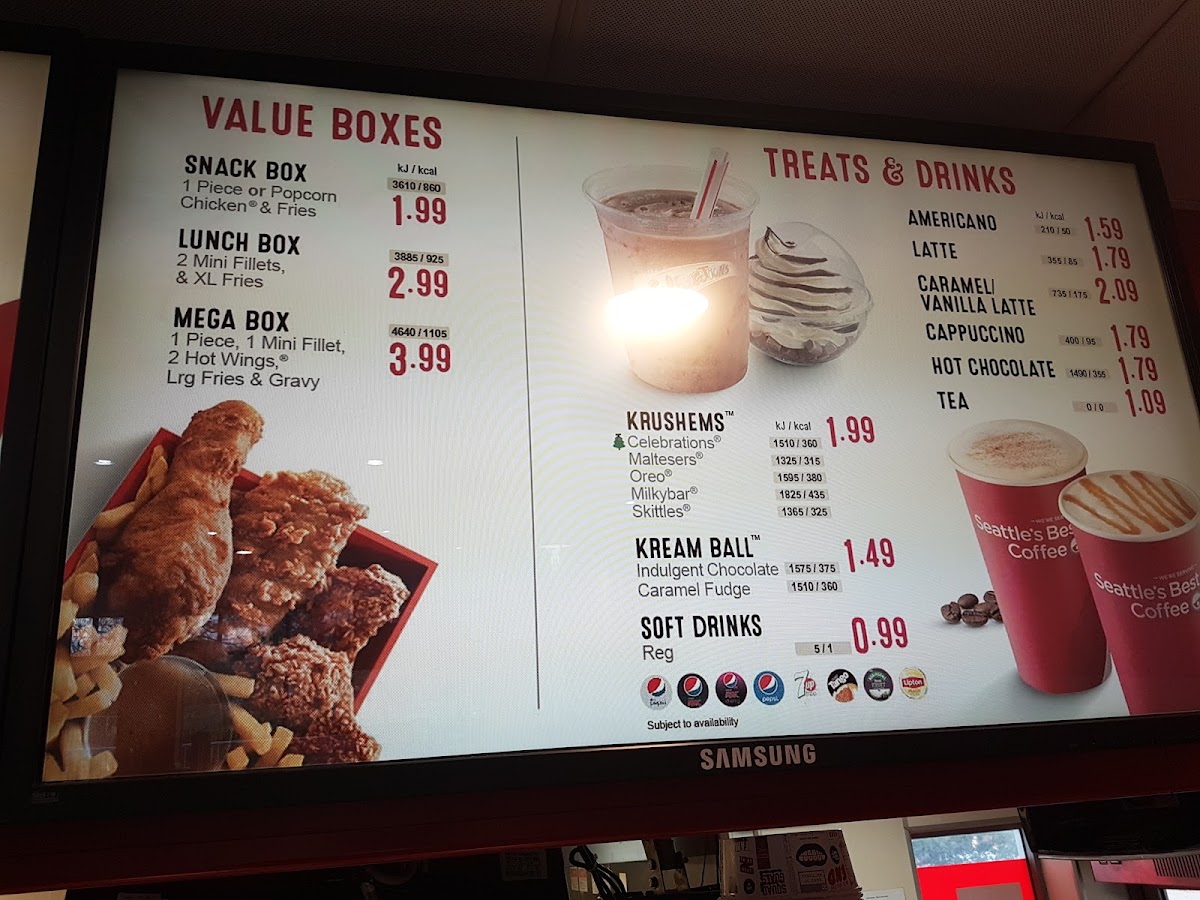 VALUE BOXES
SNACK BOX
kJ / kcal
1 Piece or Popcorn
3610 / 860
Chicken® & Fries
1.99
LUNCH BOX
2 Mini Fillets,
3885 / 925
& XL Fries
2.99
MEGA BOX
1 Piece, 1 Mini Fillet,
4640 / 1105
2 Hot Wings,®
3.99
Lrg Fries & Gravy
TREATS & DRINKS
kJ / kcal
AMERICANO 210 / 50 1.59
LATTE 355 / 85 1.79
CARAMEL/
VANILLA LATTE 735 / 175 2.09
CAPPUCCINO 400 / 95 1.79
HOT CHOCOLATE 1490 / 355 1.79
TEA 0 / 0 1.09
KRUSHEMS™ kJ / kcal 1.99
Celebrations® 1510 / 360
Maltesers® 1325 / 315
Oreo® 1595 / 380
Milkybar® 1825 / 435
Skittles® 1365 / 325
KREAM BALL™ 1.49
Indulgent Chocolate 1575 / 375
Caramel Fudge 1510 / 360
SOFT DRINKS 0.99
Reg 5 / 1
pepsi
7up
Tango
Lipton
Subject to availability
Seattle's Bes
Coffee
Seattle's Best
Coffee
SAMSUNG